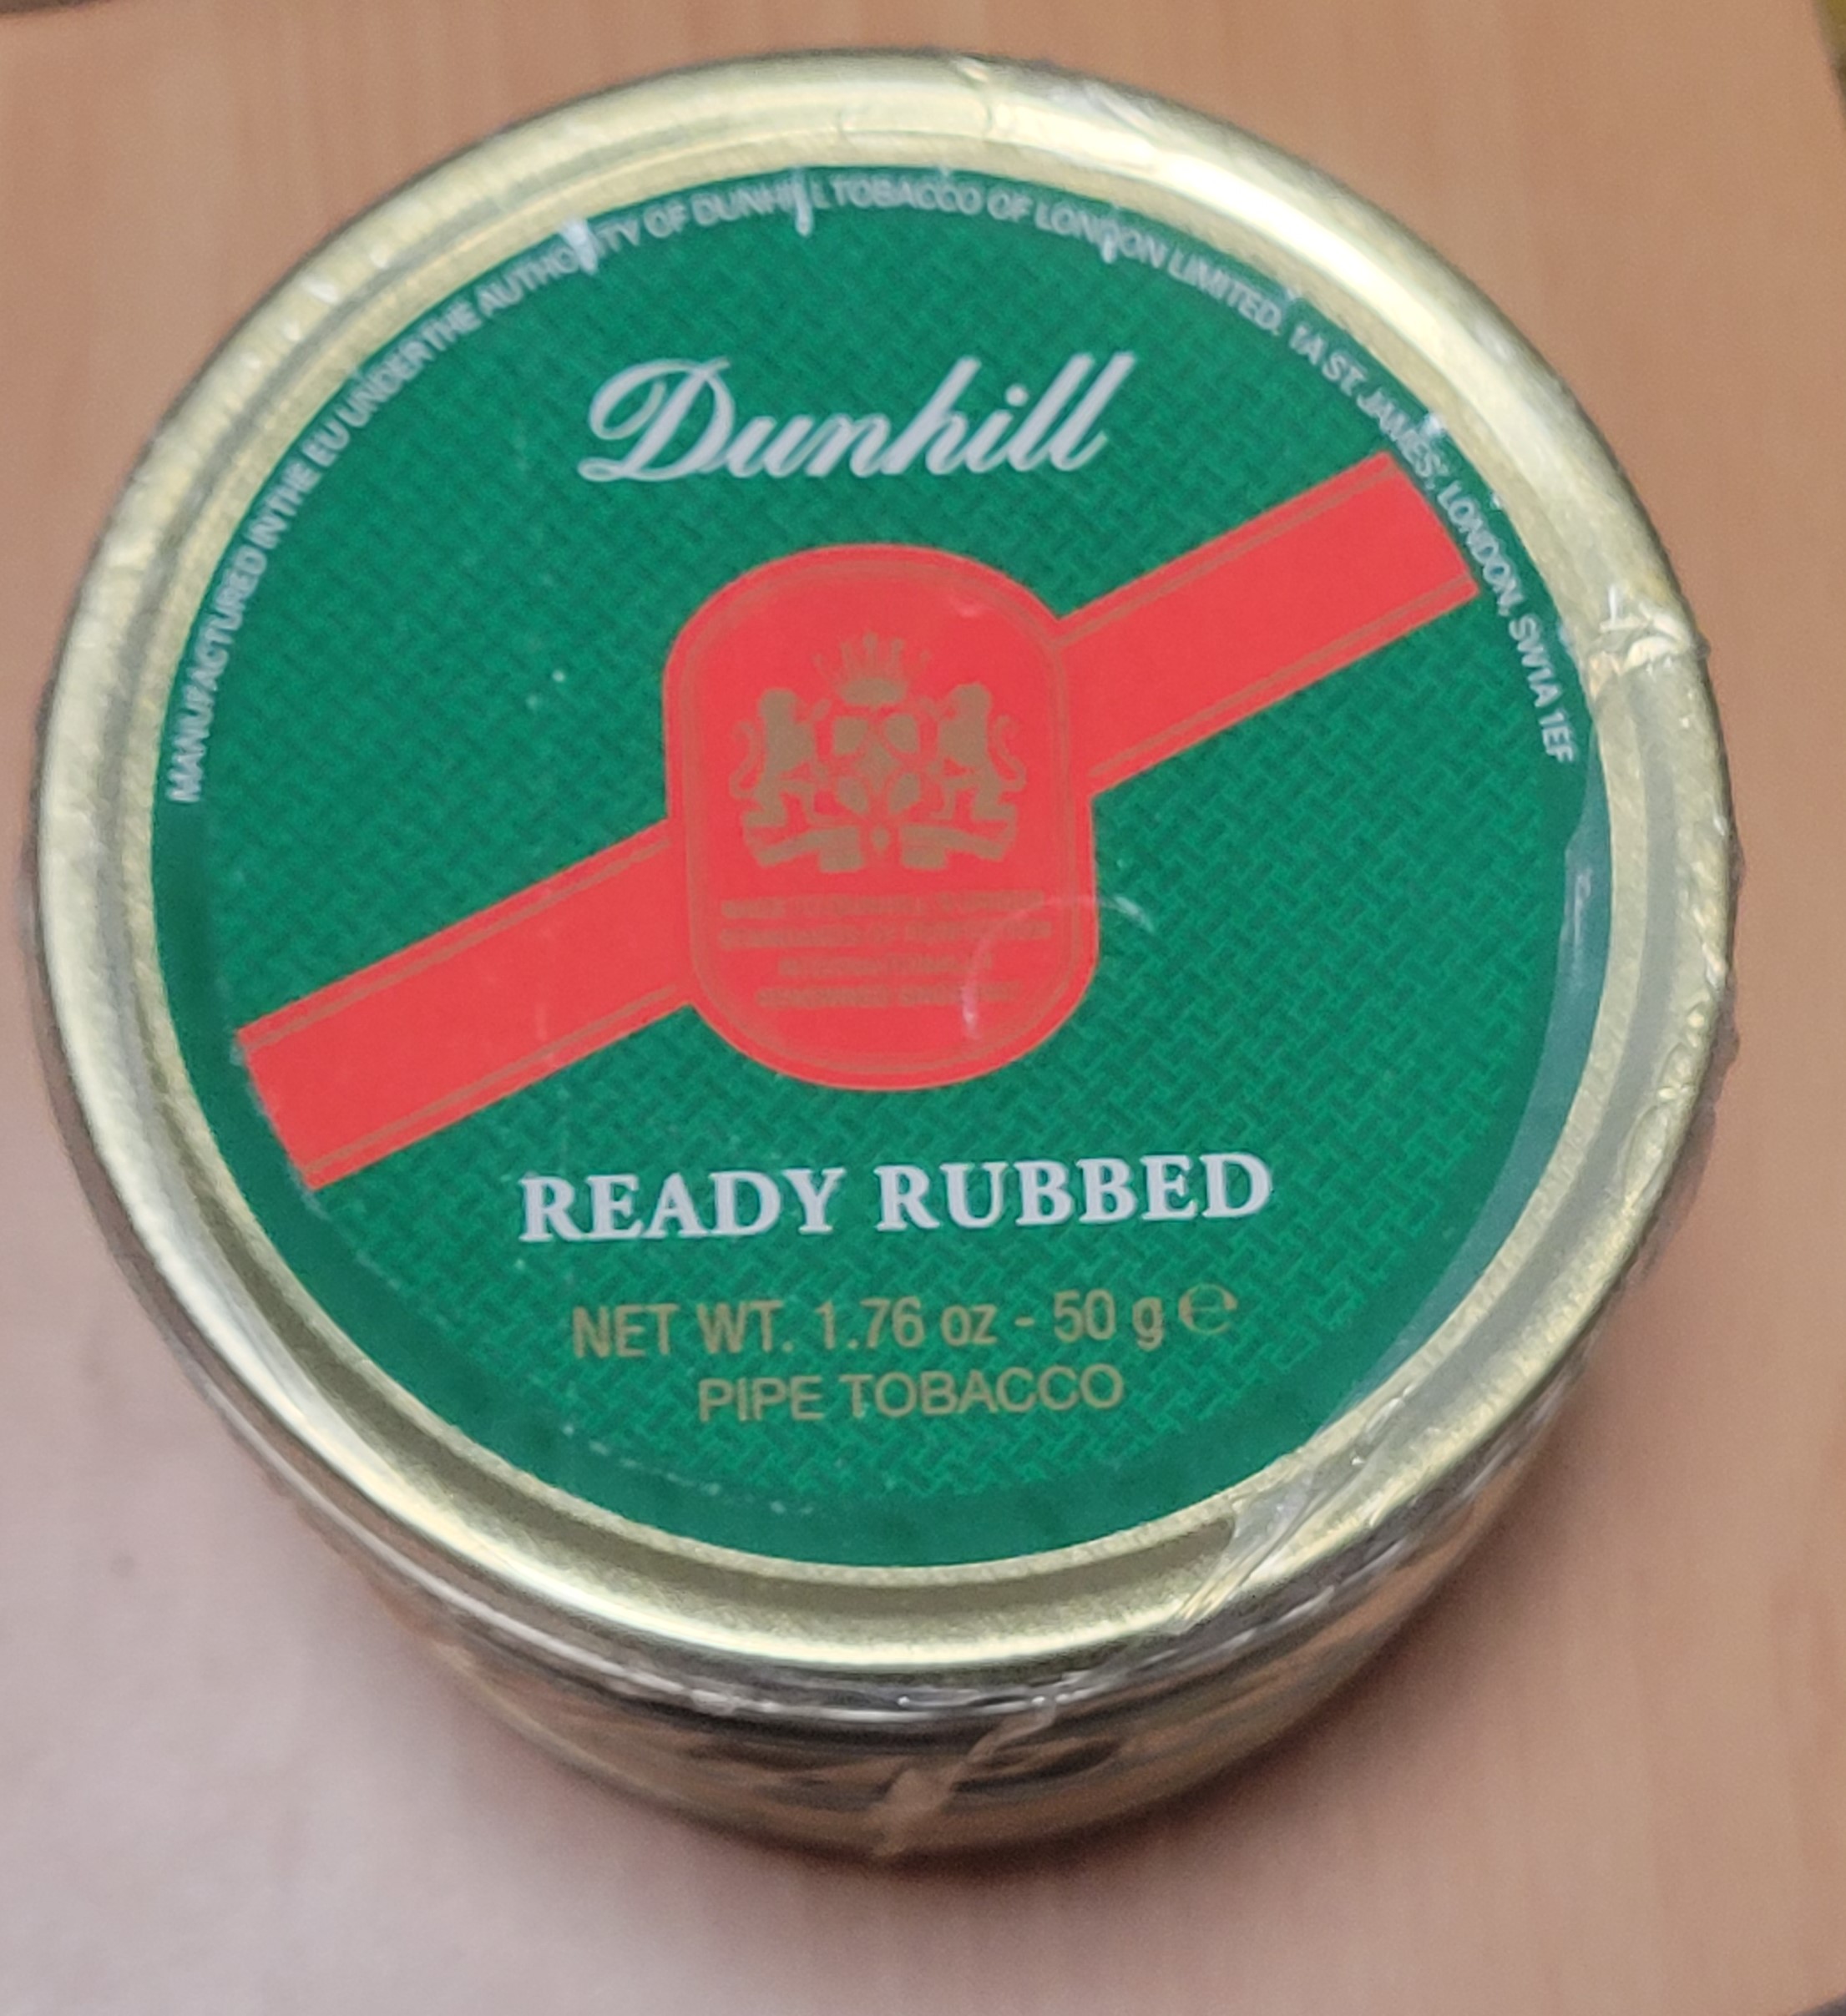 MANUFACTURED IN THE EU UNDER THE AUTHORITY OF DUNHILL TOBACCO OF LONDON LIMITED. 1A ST. JAMES', LONDON, SW1A 1EF
Dunhill
READY RUBBED
NET WT. 1.76 oz - 50 g ℮
PIPE TOBACCO